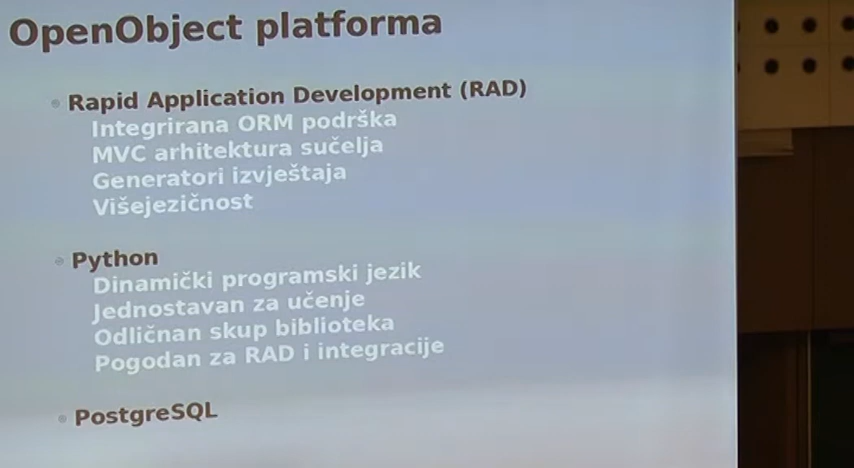 OpenObject platforma
Rapid Application Development (RAD)
Integrirana ORM podrška
MVC arhitektura sučelja
Generatori izvještaja
Višejezičnost
Python
Dinamički programski jezik
Jednostavan za učenje
Odličnan skup biblioteka
Pogodan za RAD i integracije
PostgreSQL